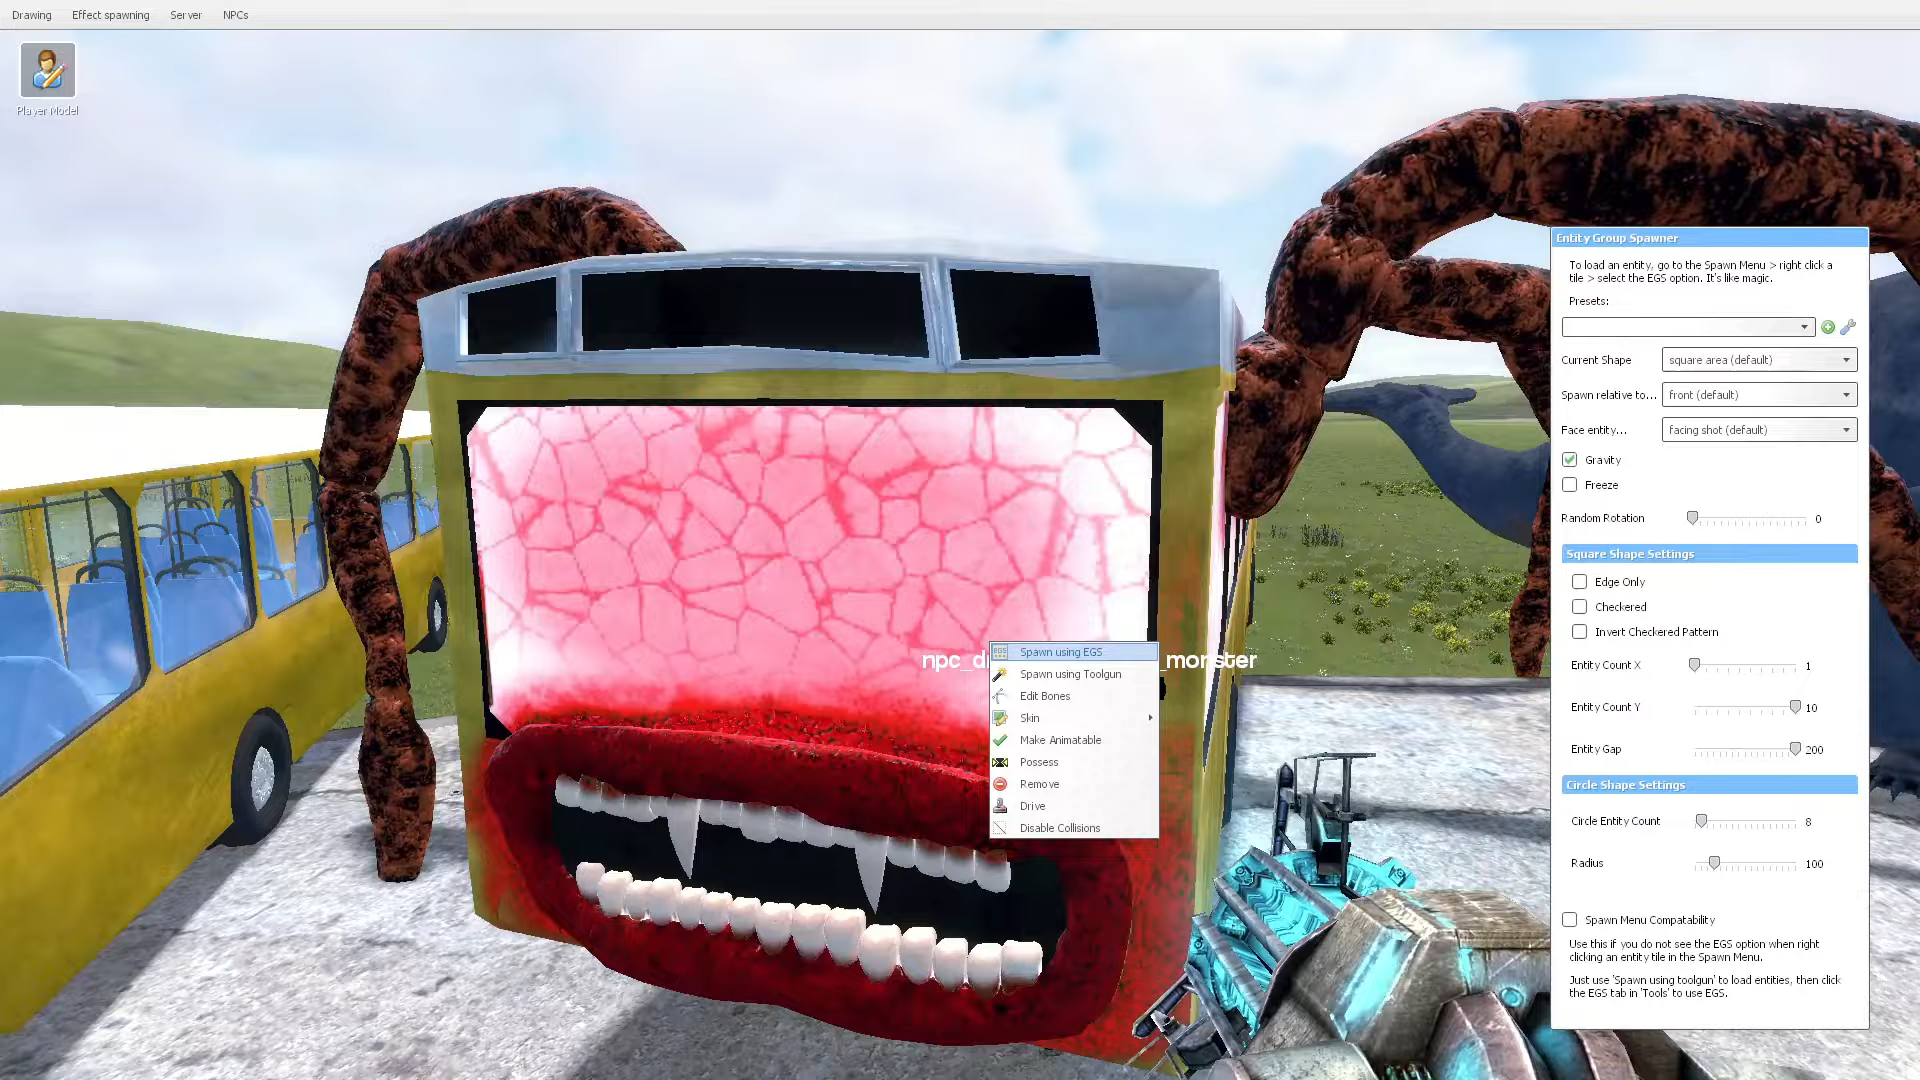 Drawing Effect spawning Server NPCs
Player Model
npc_d
monster
Spawn using EGS
Spawn using Toolgun
Edit Bones
Skin
Make Animatable
Possess
Remove
Drive
Disable Collisions
Entity Group Spawner
To load an entity, go to the Spawn Menu > right click a
tile > select the EGS option. It's like magic.
Presets:
Current Shape square area (default)
Spawn relative to... front (default)
Face entity... facing shot (default)
Gravity
Freeze
Random Rotation 0
Square Shape Settings
Edge Only
Checkered
Invert Checkered Pattern
Entity Count X 1
Entity Count Y 10
Entity Gap 200
Circle Shape Settings
Circle Entity Count 8
Radius 100
Spawn Menu Compatability
Use this if you do not see the EGS option when right
clicking an entity tile in the Spawn Menu.
Just use 'Spawn using toolgun' to load entities, then click
the EGS tab in 'Tools' to use EGS.